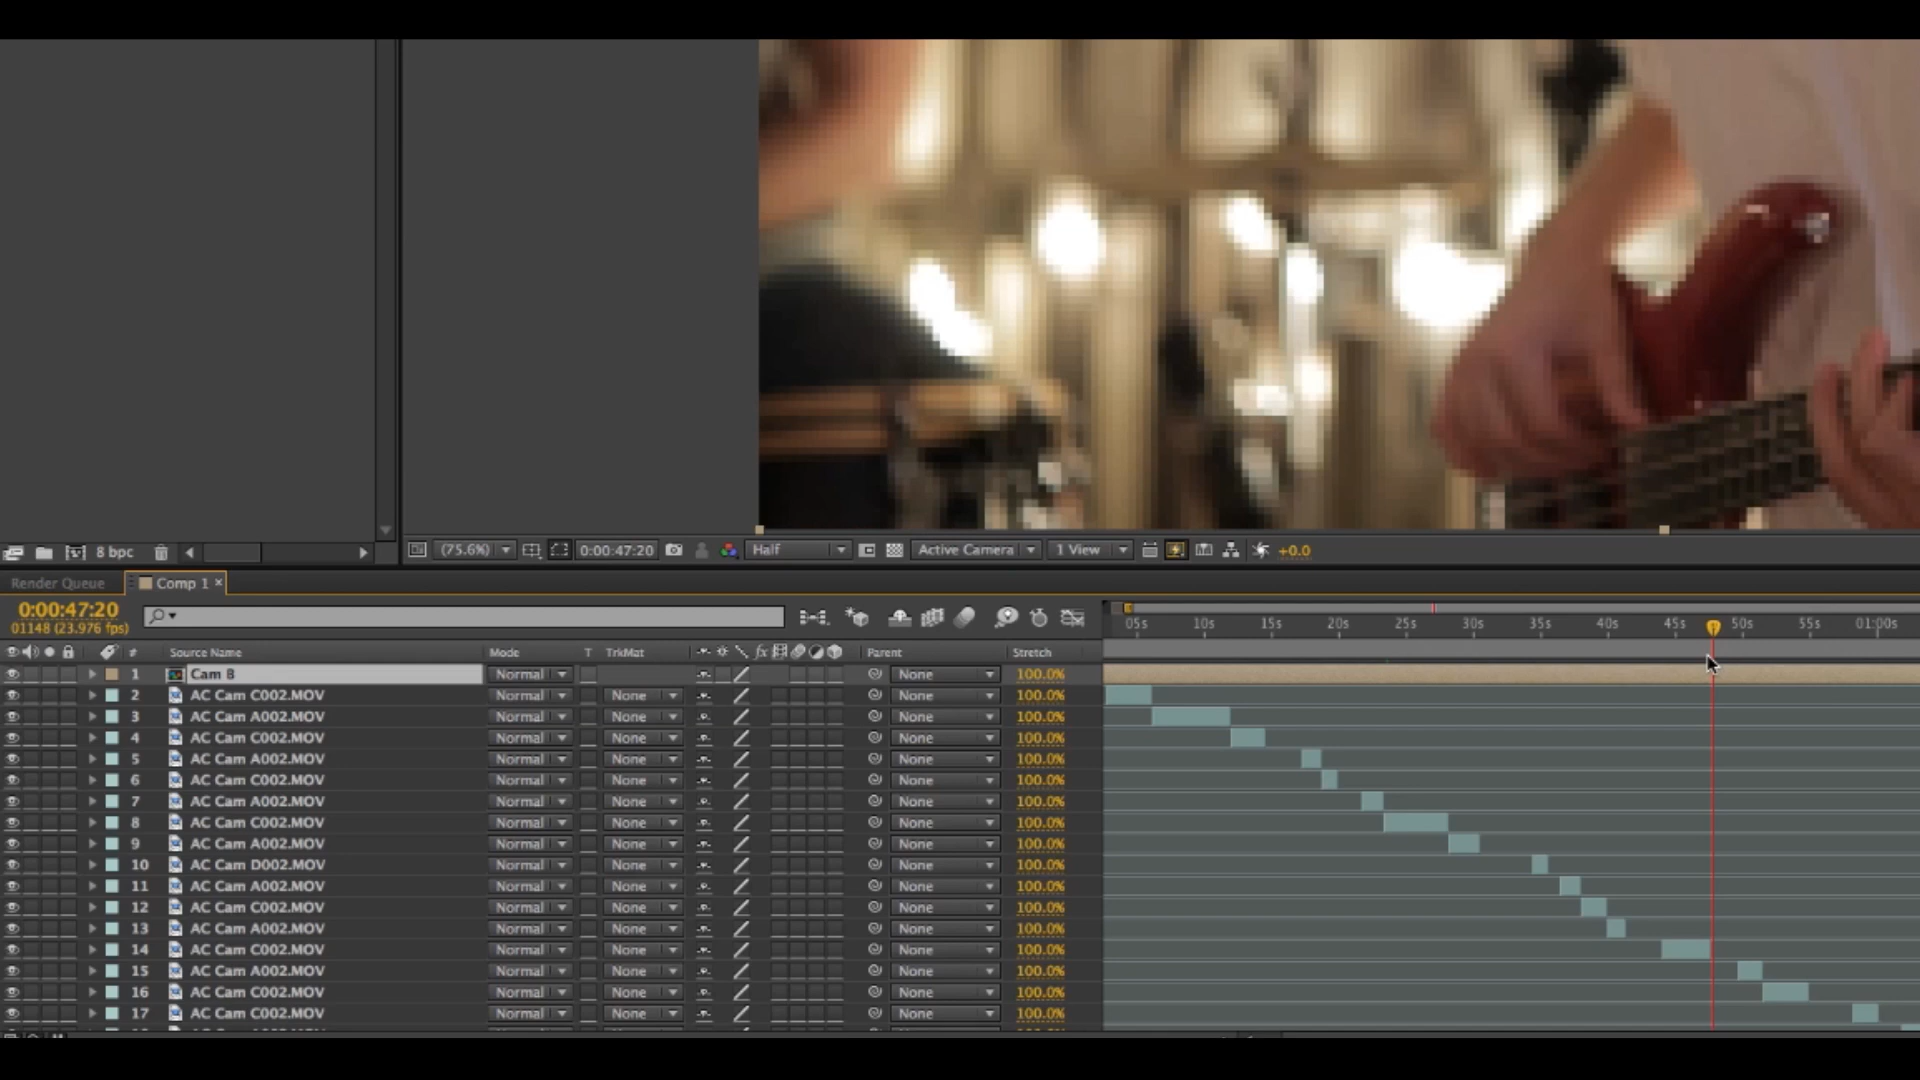 8 bpc (75.6%) 0:00:47:20 Half Active Camera 1 View +0.0
Render Queue Comp 1 ×
0:00:47:20
01148 (23.976 fps)
05s 10s 15s 20s 25s 30s 35s 40s 45s 50s 55s 01:00s
# Source Name Mode T TrkMat fx Parent Stretch
1 Cam B Normal None 100.0%
2 AC Cam C002.MOV Normal None None 100.0%
3 AC Cam A002.MOV Normal None None 100.0%
4 AC Cam C002.MOV Normal None None 100.0%
5 AC Cam A002.MOV Normal None None 100.0%
6 AC Cam C002.MOV Normal None None 100.0%
7 AC Cam A002.MOV Normal None None 100.0%
8 AC Cam C002.MOV Normal None None 100.0%
9 AC Cam A002.MOV Normal None None 100.0%
10 AC Cam D002.MOV Normal None None 100.0%
11 AC Cam A002.MOV Normal None None 100.0%
12 AC Cam C002.MOV Normal None None 100.0%
13 AC Cam A002.MOV Normal None None 100.0%
14 AC Cam C002.MOV Normal None None 100.0%
15 AC Cam A002.MOV Normal None None 100.0%
16 AC Cam C002.MOV Normal None None 100.0%
17 AC Cam C002.MOV Normal None None 100.0%